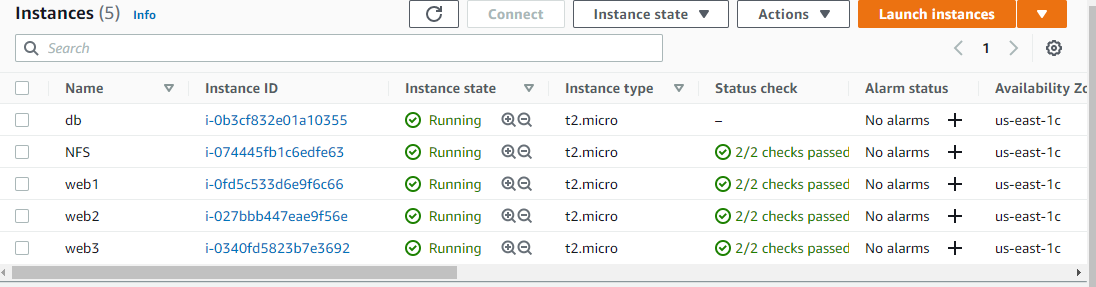 Instances (5) Info Connect Instance state Actions Launch instances
Search 1
Name Instance ID Instance state Instance type Status check Alarm status Availability Zo
db i-0b3cf832e01a10355 Running t2.micro – No alarms + us-east-1c
NFS i-074445fb1c6edfe63 Running t2.micro 2/2 checks passed No alarms + us-east-1c
web1 i-0fd5c533d6e9f6c66 Running t2.micro 2/2 checks passed No alarms + us-east-1c
web2 i-027bbb447eae9f56e Running t2.micro 2/2 checks passed No alarms + us-east-1c
web3 i-0340fd5823b7e3692 Running t2.micro 2/2 checks passed No alarms + us-east-1c